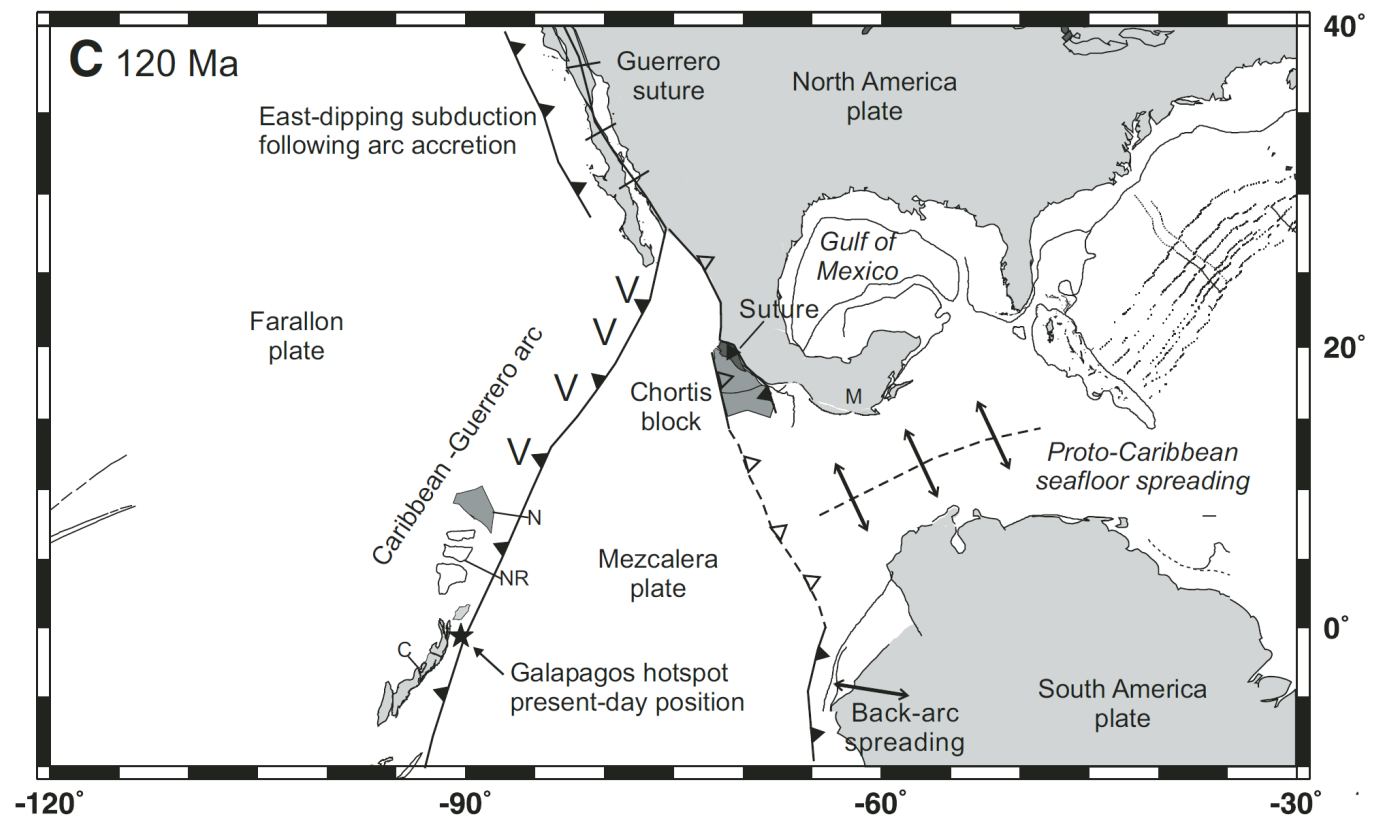 C 120 Ma
40°
Guerrero
suture
North America
plate
East-dipping subduction
following arc accretion
Gulf of
Mexico
V
Suture
Farallon
plate
V
20°
V
Chortis
block
M
Caribbean -Guerrero arc
V
Proto-Caribbean
seafloor spreading
N
Mezcalera
plate
NR
0°
C
Galapagos hotspot
present-day position
South America
plate
Back-arc
spreading
-120°
-90°
-60°
-30°